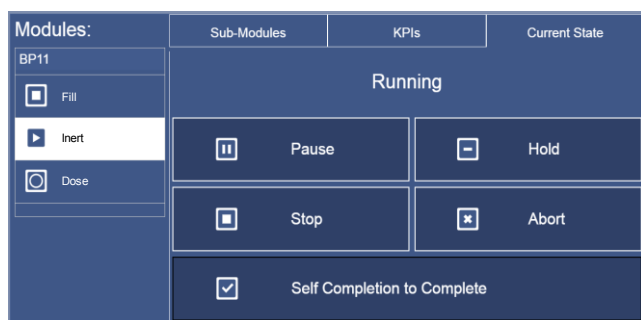 Modules:
Sub-Modules
KPIs
Current State
BP11
Fill
Inert
Dose
Running
Pause
Hold
Stop
Abort
Self Completion to Complete